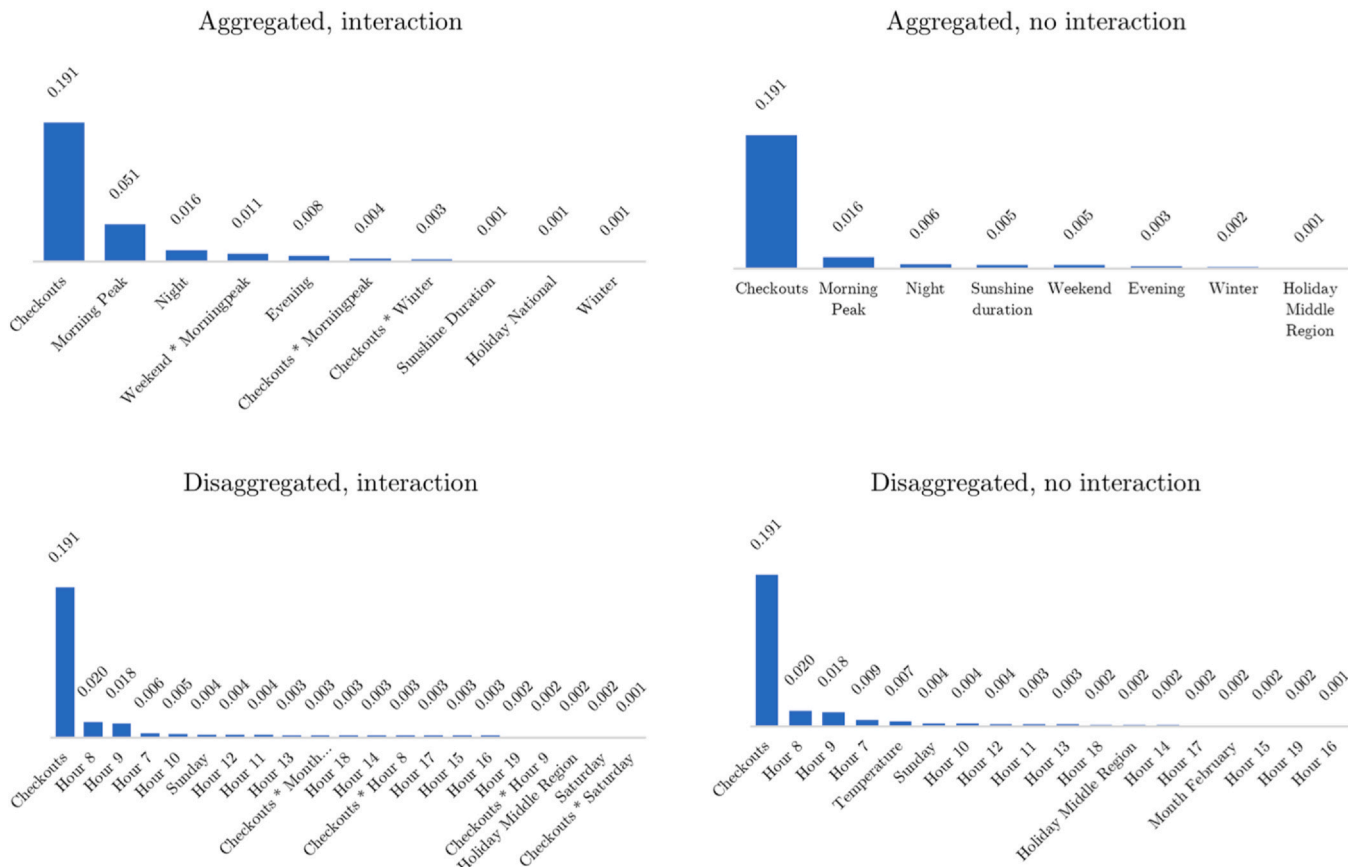 Aggregated, interaction
0.191
0.051
0.016
0.011
0.008
0.004
0.003
0.001
0.001
0.001
Checkouts
Morning Peak
Night
Weekend * Morningpeak
Evening
Checkouts * Morningpeak
Checkouts * Winter
Sunshine Duration
Holiday National
Winter
Aggregated, no interaction
0.191
0.016
0.006
0.005
0.005
0.003
0.002
0.001
Checkouts
Morning
Peak
Night
Sunshine
duration
Weekend
Evening
Winter
Holiday
Middle
Region
Disaggregated, interaction
0.191
0.020
0.018
0.006
0.005
0.004
0.004
0.004
0.003
0.003
0.003
0.003
0.003
0.003
0.003
0.003
0.002
0.002
0.002
0.002
0.001
Checkouts
Hour 8
Hour 9
Hour 7
Hour 10
Sunday
Hour 12
Hour 11
Hour 13
Checkouts * Month...
Hour 18
Hour 14
Checkouts * Hour 8
Hour 17
Hour 15
Hour 16
Hour 19
Checkouts * Hour 9
Holiday Middle Region
Saturday
Checkouts * Saturday
Disaggregated, no interaction
0.191
0.020
0.018
0.009
0.007
0.004
0.004
0.004
0.003
0.003
0.002
0.002
0.002
0.002
0.002
0.002
0.002
0.001
Checkouts
Hour 8
Hour 9
Hour 7
Temperature
Sunday
Hour 10
Hour 12
Hour 11
Hour 13
Hour 18
Holiday Middle Region
Hour 14
Hour 17
Month February
Hour 15
Hour 19
Hour 16